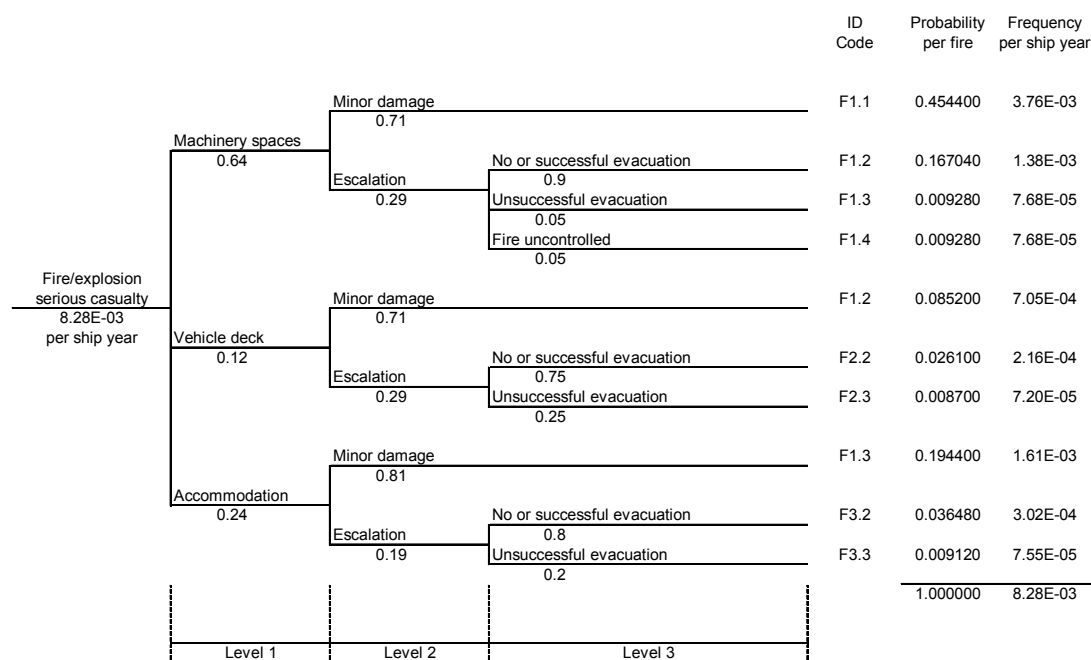 ID Probability Frequency
Code per fire per ship year
Minor damage F1.1 0.454400 3.76E-03
0.71
Machinery spaces
0.64 No or successful evacuation F1.2 0.167040 1.38E-03
Escalation 0.9
0.29 Unsuccessful evacuation F1.3 0.009280 7.68E-05
0.05
Fire uncontrolled F1.4 0.009280 7.68E-05
0.05
Fire/explosion
serious casualty Minor damage F1.2 0.085200 7.05E-04
8.28E-03 0.71
per ship year Vehicle deck
0.12 No or successful evacuation F2.2 0.026100 2.16E-04
Escalation 0.75
0.29 Unsuccessful evacuation F2.3 0.008700 7.20E-05
0.25
Minor damage F1.3 0.194400 1.61E-03
0.81
Accommodation
0.24 No or successful evacuation F3.2 0.036480 3.02E-04
Escalation 0.8
0.19 Unsuccessful evacuation F3.3 0.009120 7.55E-05
0.2
1.000000 8.28E-03
Level 1 Level 2 Level 3